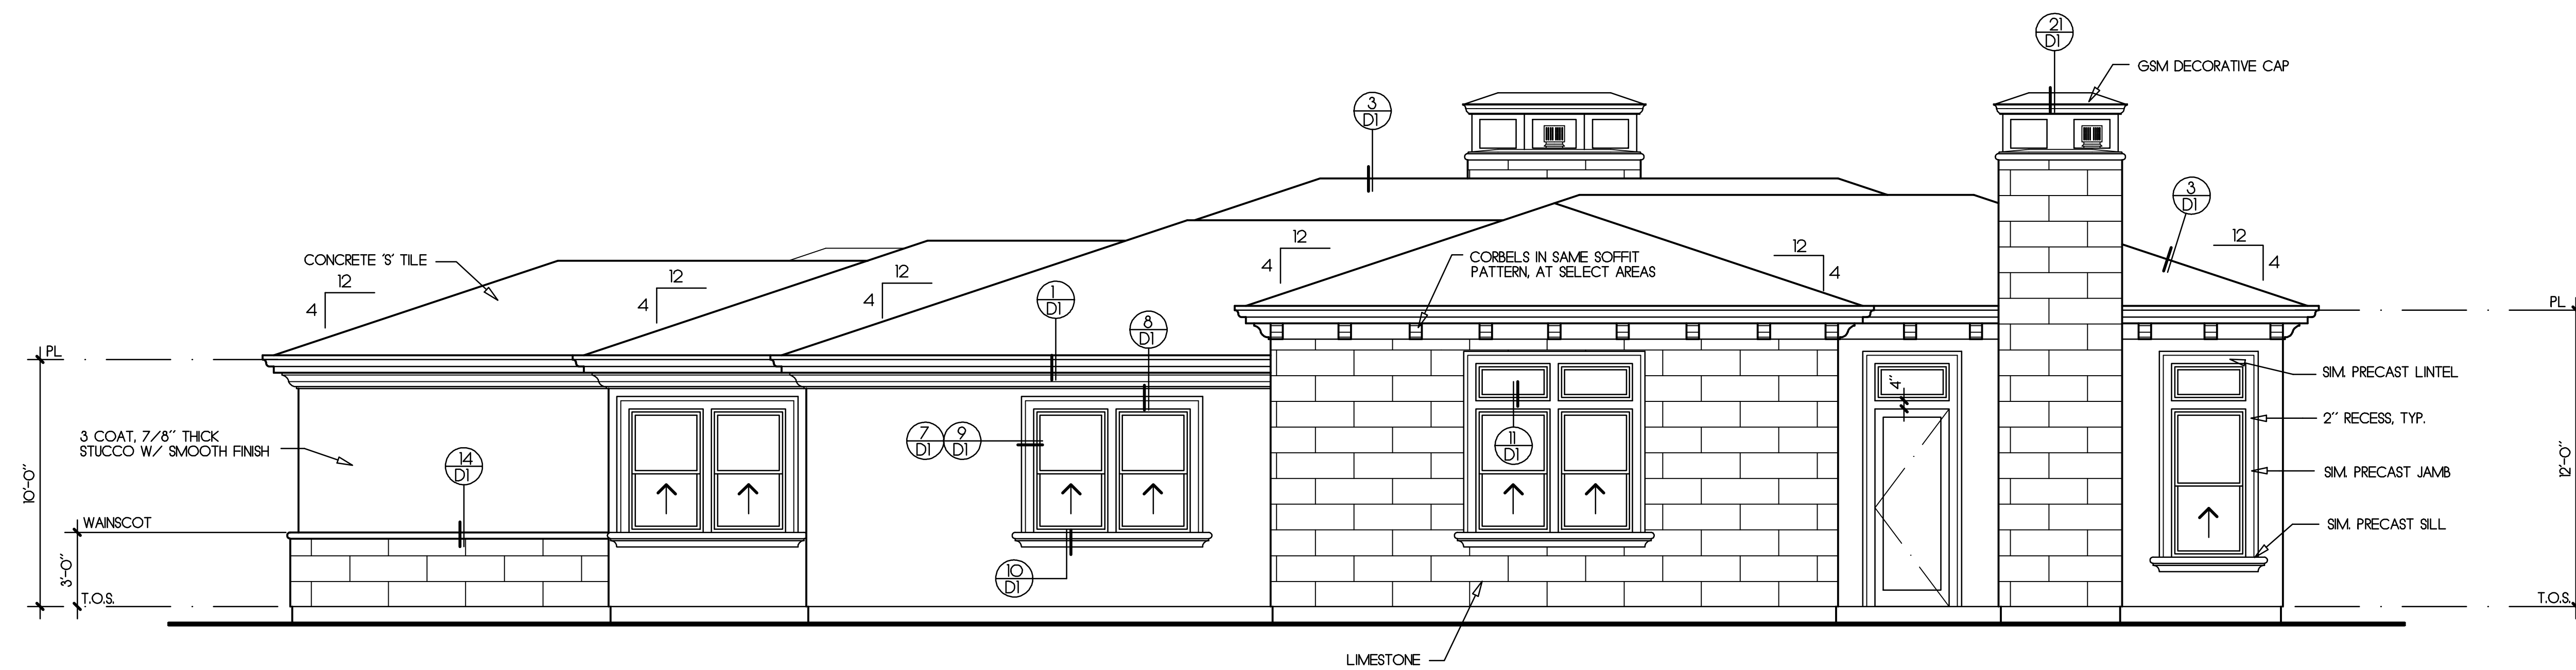 21
D1
GSM DECORATIVE CAP
3
D1
3
D1
12
4
12
4
12
4
12
4
12
4
12
4
CONCRETE 'S' TILE
CORBELS IN SAME SOFFIT
PATTERN, AT SELECT AREAS
1
D1
8
D1
PL
PL
SIM. PRECAST LINTEL
4"
2" RECESS, TYP.
3 COAT, 7/8" THICK
STUCCO W/ SMOOTH FINISH
7
D1
9
D1
11
D1
14
D1
10'-0"
12'-0"
SIM. PRECAST JAMB
WAINSCOT
SIM. PRECAST SILL
3'-0"
10
D1
T.O.S.
T.O.S.
LIMESTONE